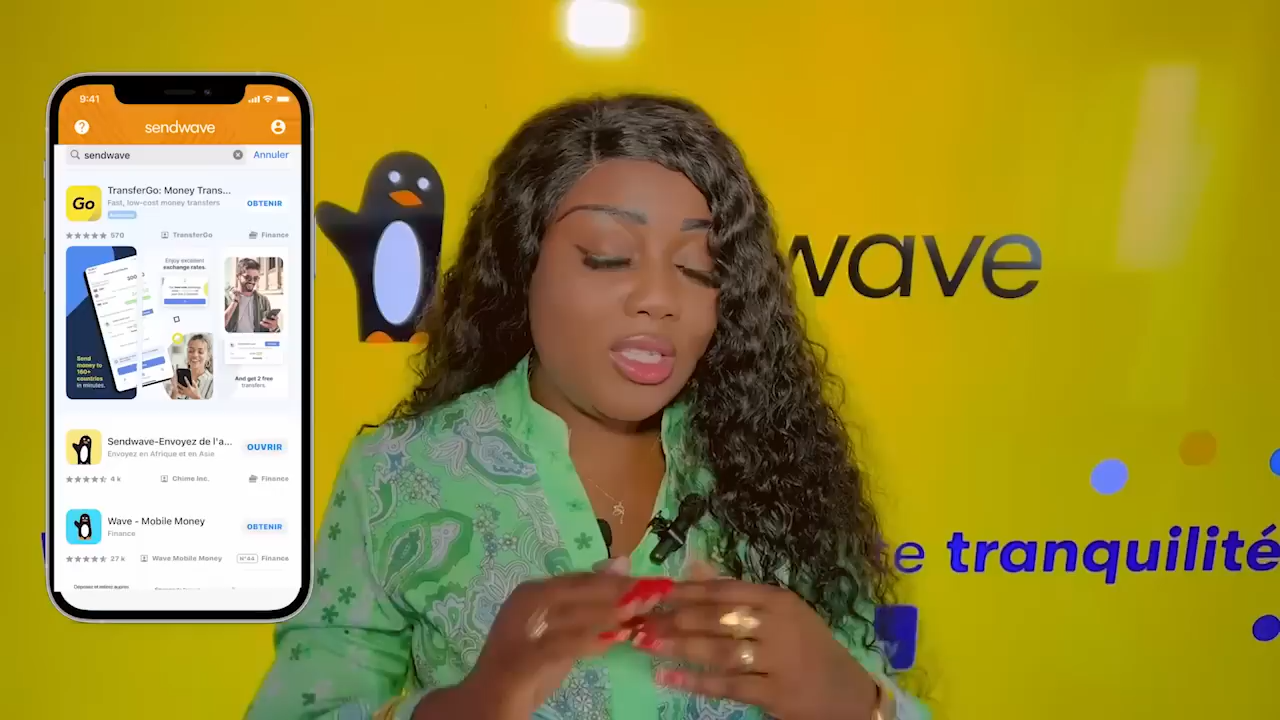 9:41
sendwave
sendwave
Annuler
Go
TransferGo: Money Trans...
Fast, low-cost money transfers
OBTENIR
570
TransferGo
Finance
Enjoy excellent
exchange rates.
Send
money to
160+
countries
in minutes.
And get 2 free
transfers.
Sendwave-Envoyez de l'a...
Envoyez en Afrique et en Asie
OUVRIR
4 k
Chime Inc.
Finance
Wave - Mobile Money
Finance
OBTENIR
27 k
Wave Mobile Money
N°44
Finance
wave
te tranquilité